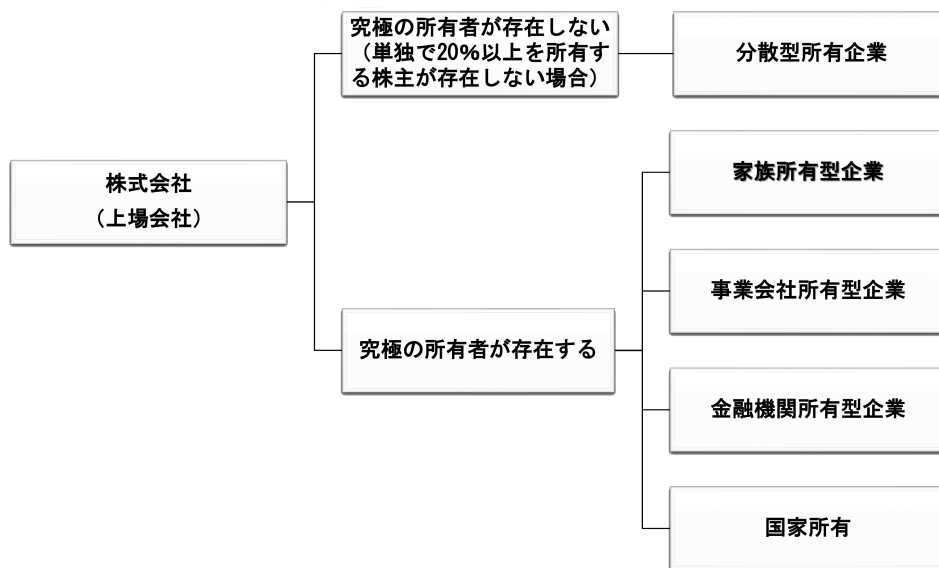 究極の所有者が存在しない
（単独で20%以上を所有す
る株主が存在しない場合）
分散型所有企業
株式会社
（上場会社）
究極の所有者が存在する
家族所有型企業
事業会社所有型企業
金融機関所有型企業
国家所有